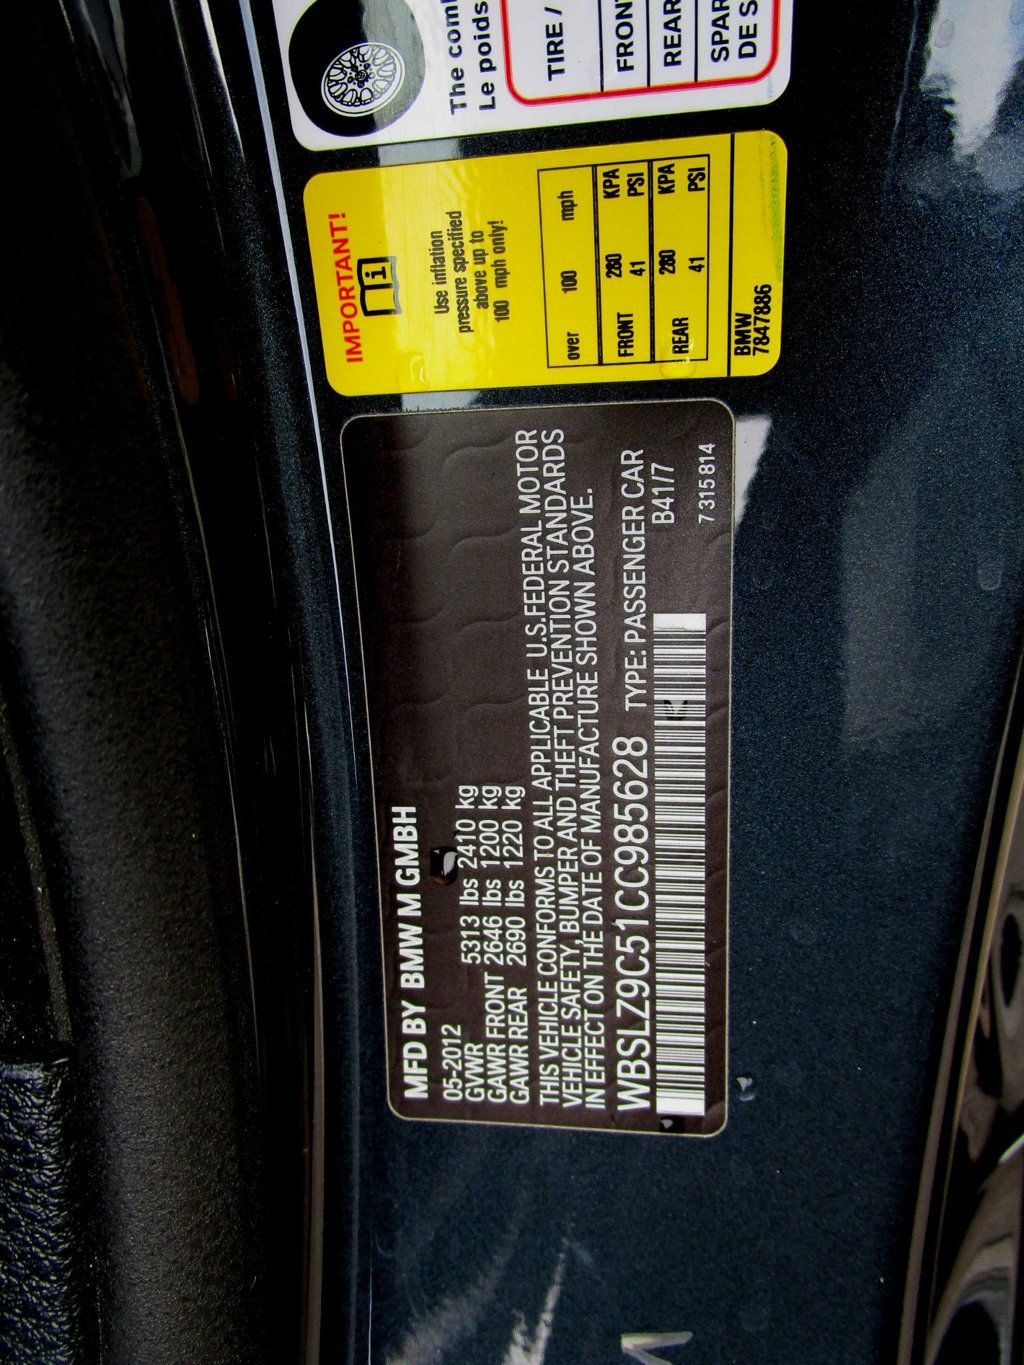 The
Le poids
TIRE /
REAR
DE S
IMPORTANT!
i
Use inflation
pressure specified
above up to
100 mph only!
over 100 mph
FRONT 280 KPA
41 PSI
REAR 280 KPA
41 PSI
BMW
7847886
MFD BY BMW M GMBH
05-2012
GVWR 5313 lbs 2410 kg
GAWR FRONT 2646 lbs 1200 kg
GAWR REAR 2690 lbs 1220 kg
THIS VEHICLE CONFORMS TO ALL APPLICABLE U.S.FEDERAL MOTOR
VEHICLE SAFETY, BUMPER AND THEFT PREVENTION STANDARDS
IN EFFECT ON THE DATE OF MANUFACTURE SHOWN ABOVE.
WBSLZ9C51CC985628 TYPE: PASSENGER CAR
B41/7
7 315 814